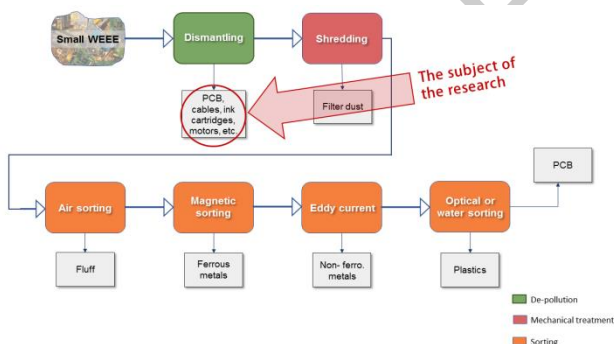 Small WEEE
Dismantling
Shredding
The subject of
the research
PCB,
cables, ink
cartridges,
motors, etc.
Filter dust
PCB
Air sorting
Magnetic
sorting
Eddy current
Optical or
water sorting
Fluff
Ferrous
metals
Non- ferro.
metals
Plastics
De-pollution
Mechanical treatment
Sorting